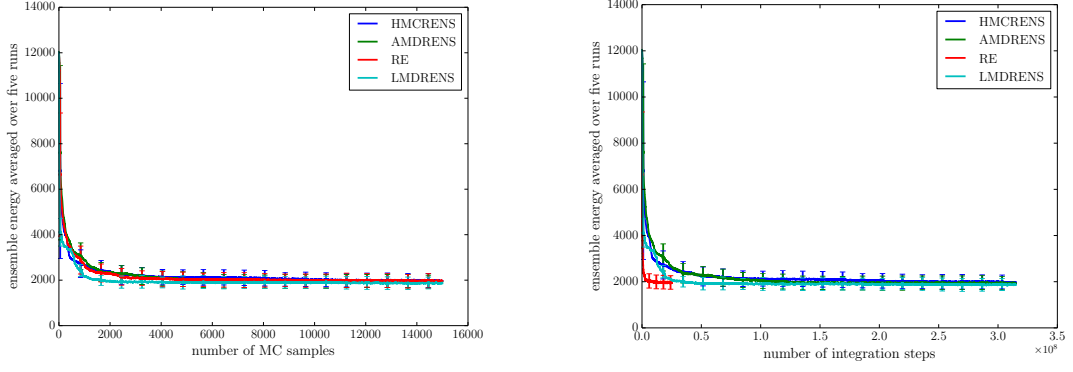 ensemble energy averaged over five runs
14000
12000
10000
8000
6000
4000
2000
0
HMCRENS
AMDRENS
RE
LMDRENS
0 2000 4000 6000 8000 10000 12000 14000 16000
number of MC samples
ensemble energy averaged over five runs
14000
12000
10000
8000
6000
4000
2000
0
HMCRENS
AMDRENS
RE
LMDRENS
0.0 0.5 1.0 1.5 2.0 2.5 3.0 3.5
×10⁸
number of integration steps